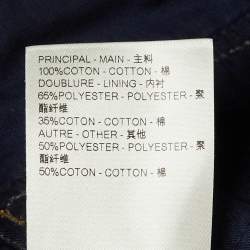 PRINCIPAL - MAIN - 主料
100%COTON - COTTON - 棉
DOUBLURE - LINING - 内衬
65%POLYESTER - POLYESTER - 聚
酯纤维
35%COTON - COTTON - 棉
AUTRE - OTHER - 其他
50%POLYESTER - POLYESTER - 聚
酯纤维
50%COTON - COTTON - 棉